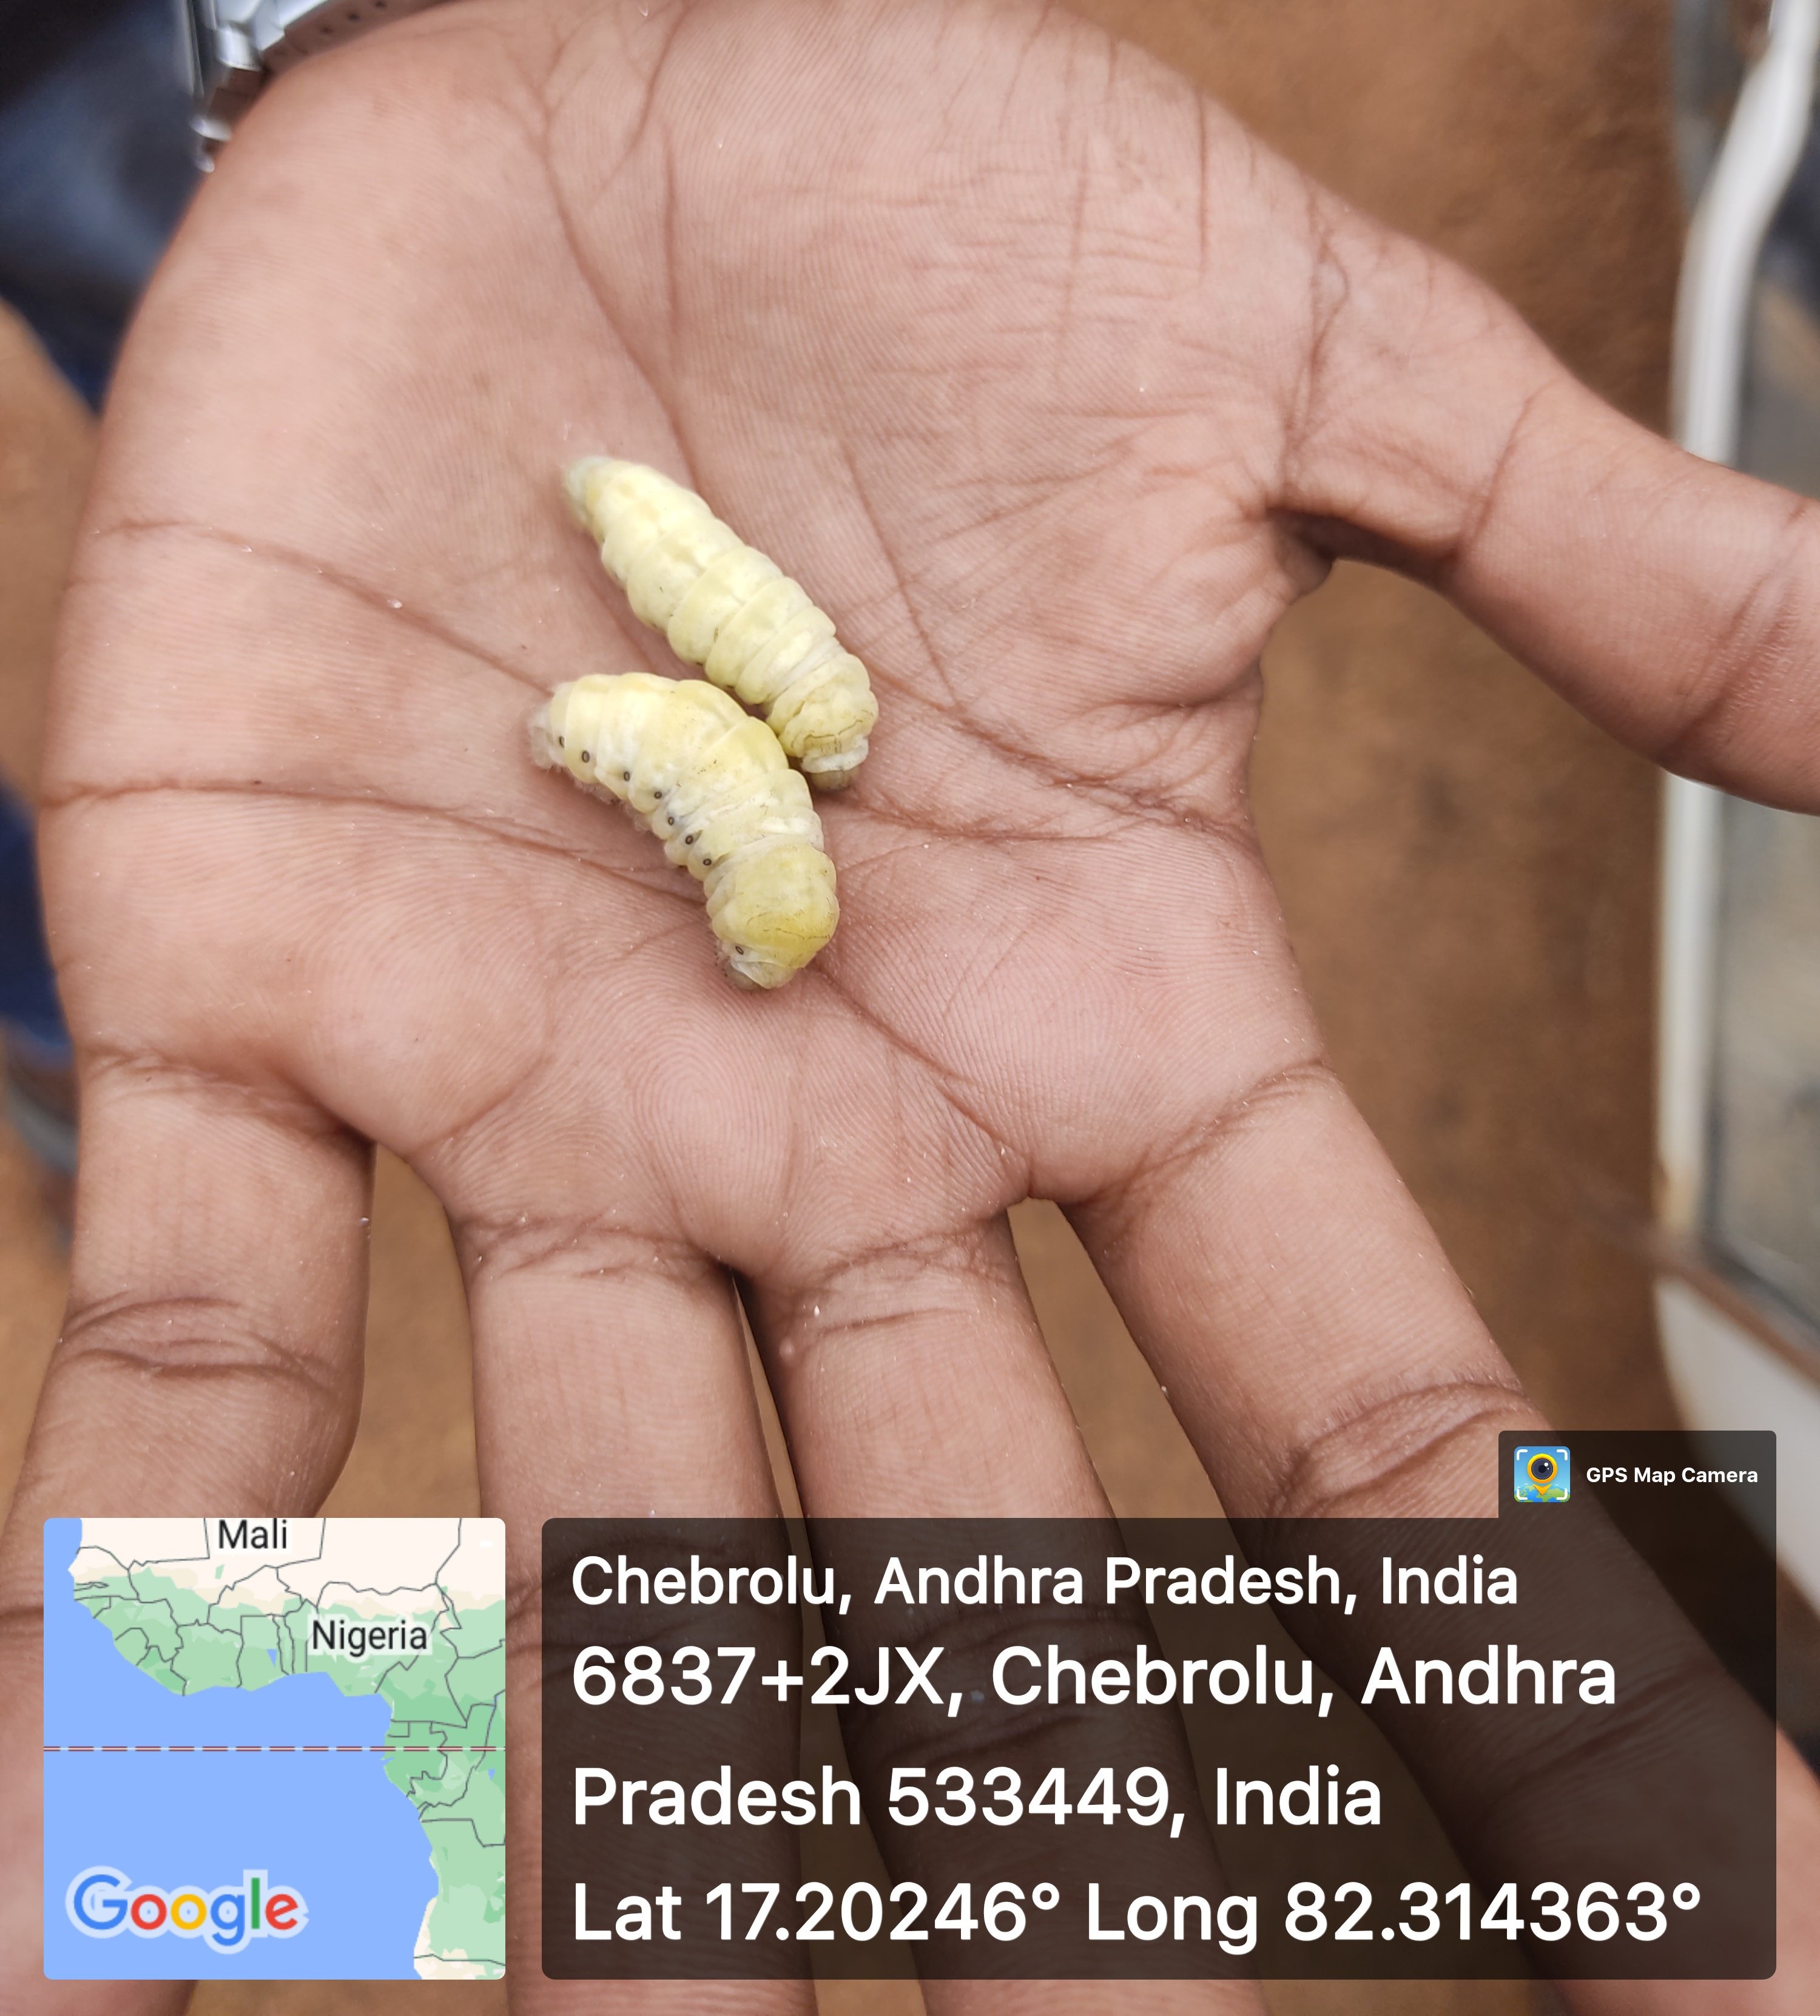 GPS Map Camera
Mali
Nigeria
Google
Chebrolu, Andhra Pradesh, India
6837+2JX, Chebrolu, Andhra
Pradesh 533449, India
Lat 17.20246° Long 82.314363°